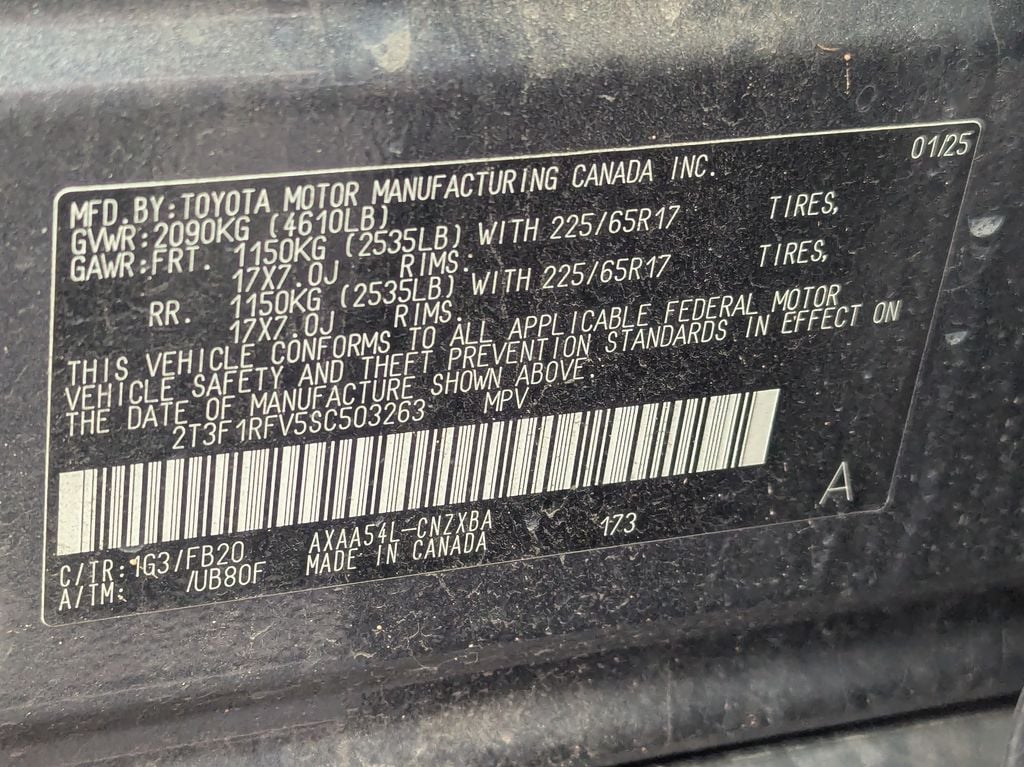 01/25
MFD.BY:TOYOTA MOTOR MANUFACTURING CANADA INC.
GVWR:2090KG (4610LB)
GAWR:FRT. 1150KG (2535LB) WITH 225/65R17 TIRES,
17X7.0J RIMS.
RR. 1150KG (2535LB) WITH 225/65R17 TIRES,
17X7.0J RIMS.
THIS VEHICLE CONFORMS TO ALL APPLICABLE FEDERAL MOTOR
VEHICLE SAFETY AND THEFT PREVENTION STANDARDS IN EFFECT ON
THE DATE OF MANUFACTURE SHOWN ABOVE.
2T3F1RFV5SC503263 MPV
A
C/TR:1G3/FB20 AXAA54L-CNZXBA 173
A/TM: /UB80F MADE IN CANADA